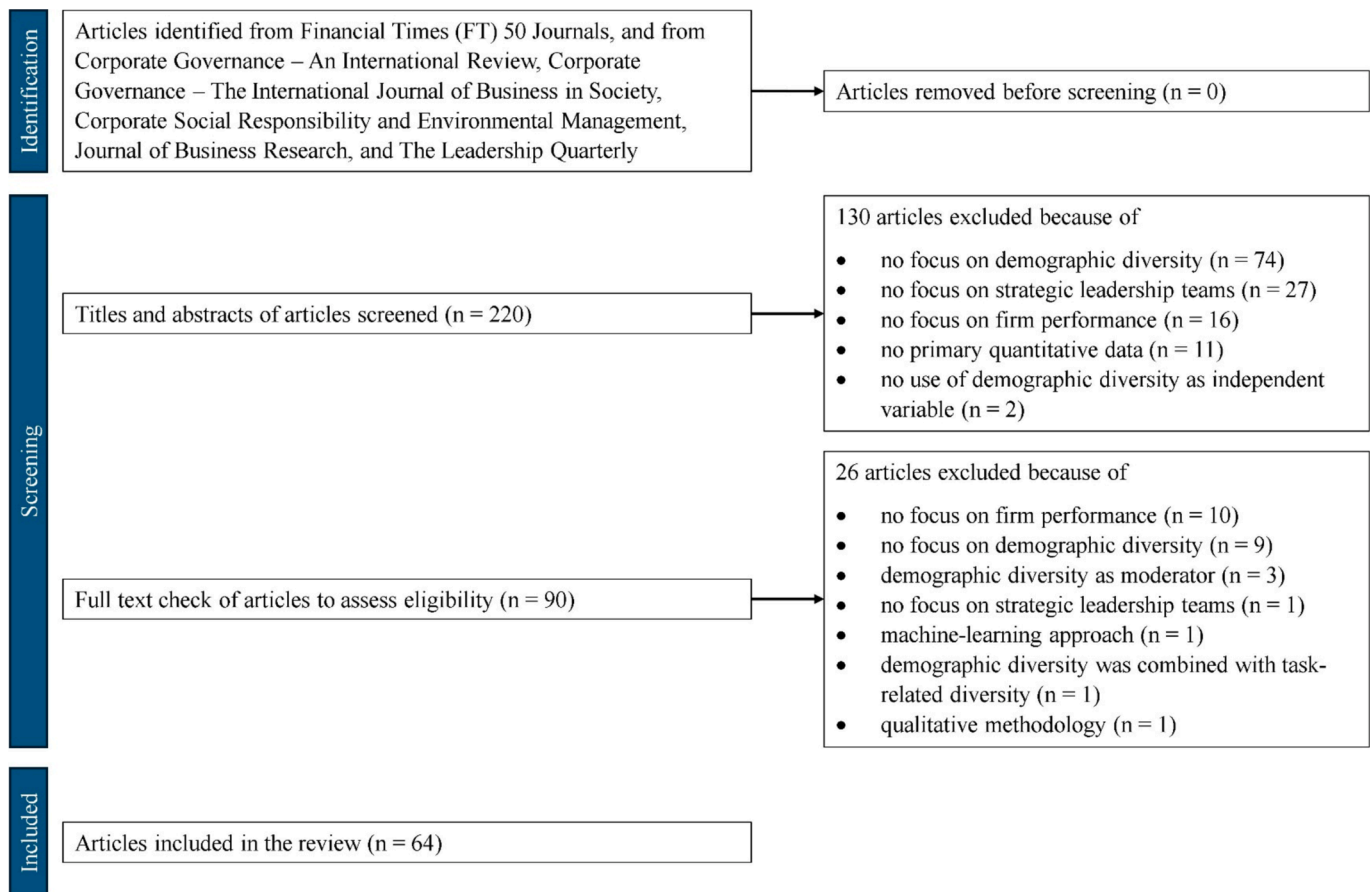 Identification
Articles identified from Financial Times (FT) 50 Journals, and from
Corporate Governance – An International Review, Corporate
Governance – The International Journal of Business in Society,
Corporate Social Responsibility and Environmental Management,
Journal of Business Research, and The Leadership Quarterly
Articles removed before screening (n = 0)
Screening
Titles and abstracts of articles screened (n = 220)
130 articles excluded because of
• no focus on demographic diversity (n = 74)
• no focus on strategic leadership teams (n = 27)
• no focus on firm performance (n = 16)
• no primary quantitative data (n = 11)
• no use of demographic diversity as independent
variable (n = 2)
Full text check of articles to assess eligibility (n = 90)
26 articles excluded because of
• no focus on firm performance (n = 10)
• no focus on demographic diversity (n = 9)
• demographic diversity as moderator (n = 3)
• no focus on strategic leadership teams (n = 1)
• machine-learning approach (n = 1)
• demographic diversity was combined with task-
related diversity (n = 1)
• qualitative methodology (n = 1)
Included
Articles included in the review (n = 64)